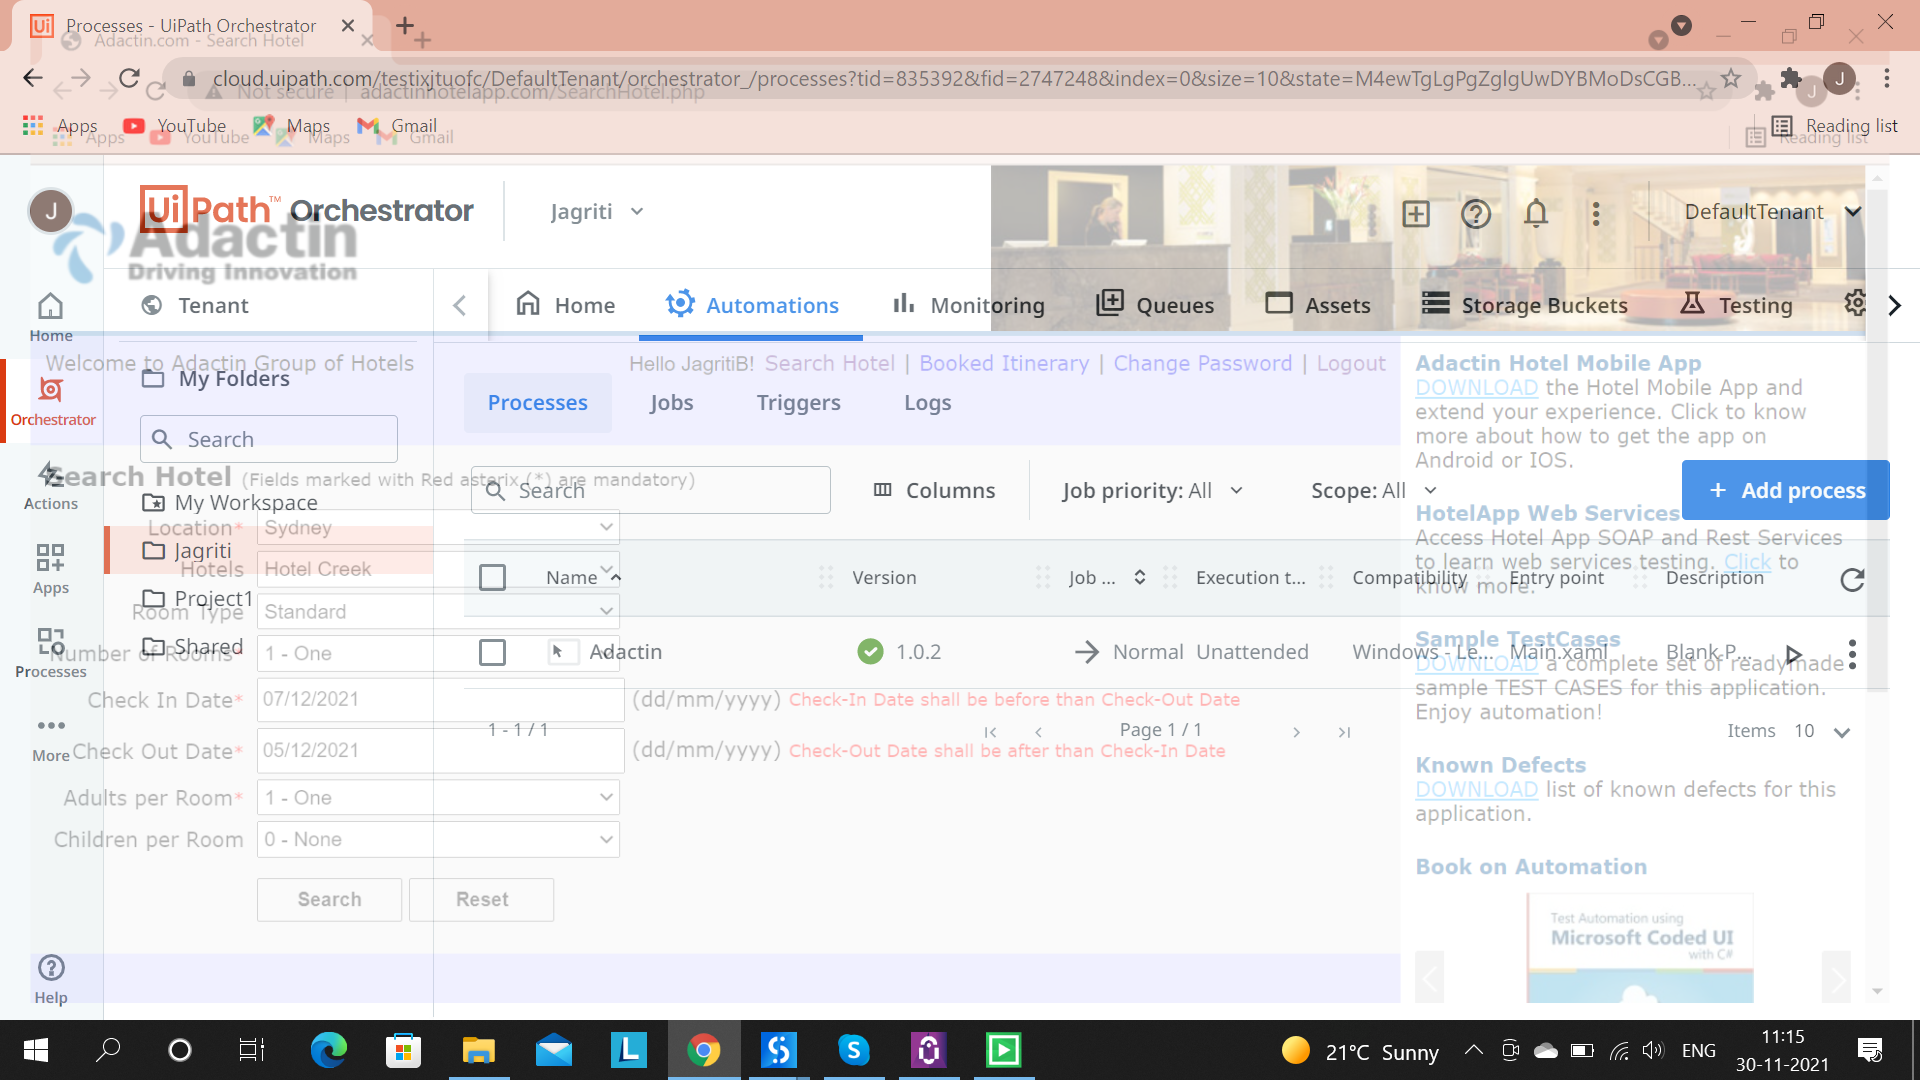 Processes - UiPath Orchestrator
Adactin.com - Search Hotel
cloud.uipath.com/testixjtuofc/DefaultTenant/orchestrator_/processes?tid=835392&fid=2747248&index=0&size=10&state=M4ewTgLgPgZglgUwDYBMoDsCGB...
Not secure | adactinhotelapp.com/SearchHotel.php
Apps YouTube Maps Gmail Reading list
Apps YouTube Maps Gmail Reading list
J
UiPath™ Orchestrator
Jagriti
DefaultTenant
Adactin
Driving Innovation
Tenant
Home Automations Monitoring Queues Assets Storage Buckets Testing
Home
Welcome to Adactin Group of Hotels
Hello JagritiB! Search Hotel | Booked Itinerary | Change Password | Logout
My Folders
Processes Jobs Triggers Logs
Orchestrator
Search
Search Hotel (Fields marked with Red asterix (*) are mandatory)
Search
Columns
Job priority: All
Scope: All
+ Add process
Actions
My Workspace
Jagriti
Project1
Shared
Apps
Processes
More
Help
Name Version Job ... Execution t... Compatibility Entry point Description
Adactin 1.0.2 Normal Unattended Windows - Le... Main.xaml Blank P...
1 - 1 / 1
Page 1 / 1
Items 10
Location* Sydney
Hotels Hotel Creek
Room Type Standard
Number of Rooms* 1 - One
Check In Date* 07/12/2021 (dd/mm/yyyy) Check-In Date shall be before than Check-Out Date
Check Out Date* 05/12/2021 (dd/mm/yyyy) Check-Out Date shall be after than Check-In Date
Adults per Room* 1 - One
Children per Room 0 - None
Search Reset
Adactin Hotel Mobile App
DOWNLOAD the Hotel Mobile App and
extend your experience. Click to know
more about how to get the app on
Android or IOS.
HotelApp Web Services
Access Hotel App SOAP and Rest Services
to learn web services testing. Click to
know more.
Sample TestCases
DOWNLOAD a complete set of readymade
sample TEST CASES for this application.
Enjoy automation!
Known Defects
DOWNLOAD list of known defects for this
application.
Book on Automation
Test Automation using
Microsoft Coded UI
with C#
21°C Sunny
ENG
11:15
30-11-2021